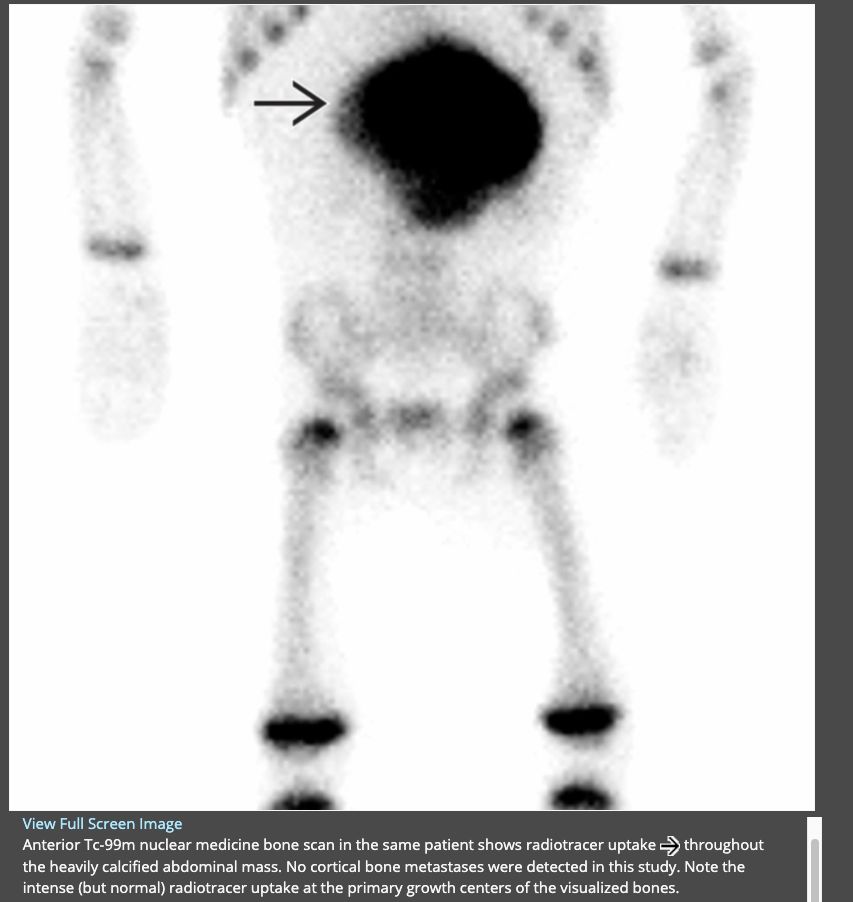 View Full Screen Image
Anterior Tc-99m nuclear medicine bone scan in the same patient shows radiotracer uptake → throughout
the heavily calcified abdominal mass. No cortical bone metastases were detected in this study. Note the
intense (but normal) radiotracer uptake at the primary growth centers of the visualized bones.